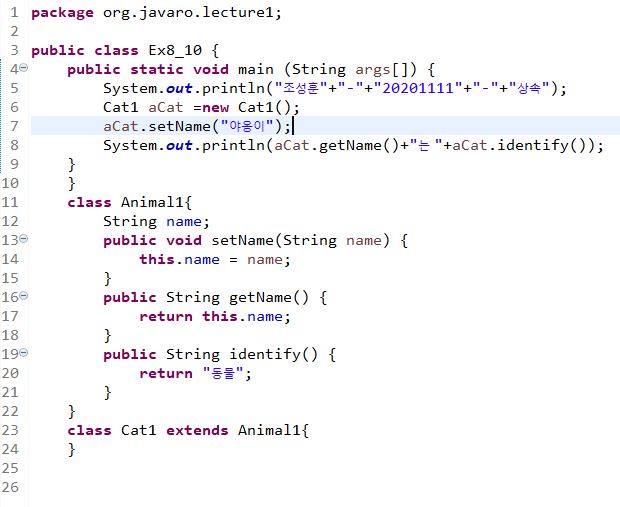 1 package org.javaro.lecture1;
2
3 public class Ex8_10 {
4 public static void main (String args[]) {
5 System.out.println("조성훈"+"-"+"20201111"+"-"+"상속");
6 Cat1 aCat =new Cat1();
7 aCat.setName("야옹이");
8 System.out.println(aCat.getName()+"는 "+aCat.identify());
9 }
10 }
11 class Animal1{
12 String name;
13 public void setName(String name) {
14 this.name = name;
15 }
16 public String getName() {
17 return this.name;
18 }
19 public String identify() {
20 return "동물";
21 }
22 }
23 class Cat1 extends Animal1{
24 }
25
26